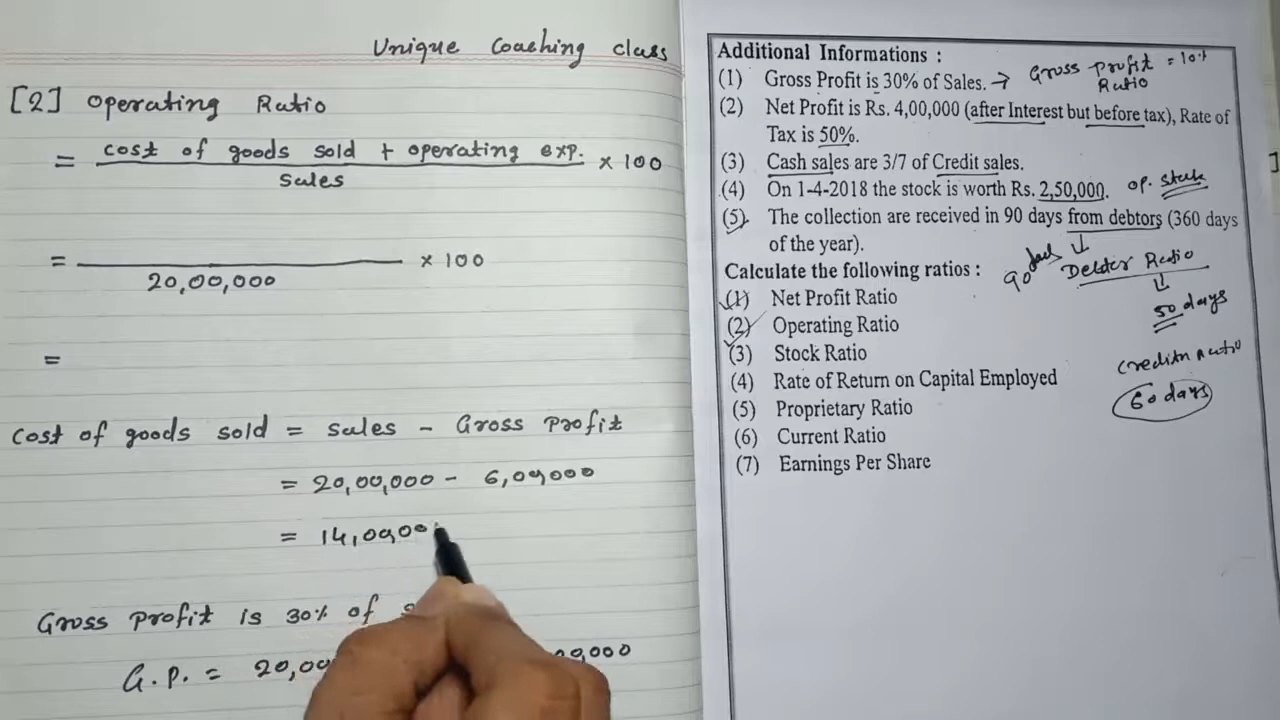 Unique Coaching class
[2] operating Ratio
= cost of goods sold + operating exp. × 100
sales
= × 100
20,00,000
=
cost of goods sold = sales - Gross Profit
= 20,00,000 - 6,00,000
= 14,00,00
Gross profit is 30% of
G.P. = 20,00 00,000
Additional Informations :
(1) Gross Profit is 30% of Sales. → Gross Profit = 10%
Ratio
(2) Net Profit is Rs. 4,00,000 (after Interest but before tax), Rate of
Tax is 50%.
(3) Cash sales are 3/7 of Credit sales.
(4) On 1-4-2018 the stock is worth Rs. 2,50,000. op. stock
(5) The collection are received in 90 days from debtors (360 days
of the year).
90 days ↓ Debtor Ratio
Calculate the following ratios :
(1) Net Profit Ratio
50 days
(2) Operating Ratio
(3) Stock Ratio
(4) Rate of Return on Capital Employed
60 days
(5) Proprietary Ratio
(6) Current Ratio
(7) Earnings Per Share